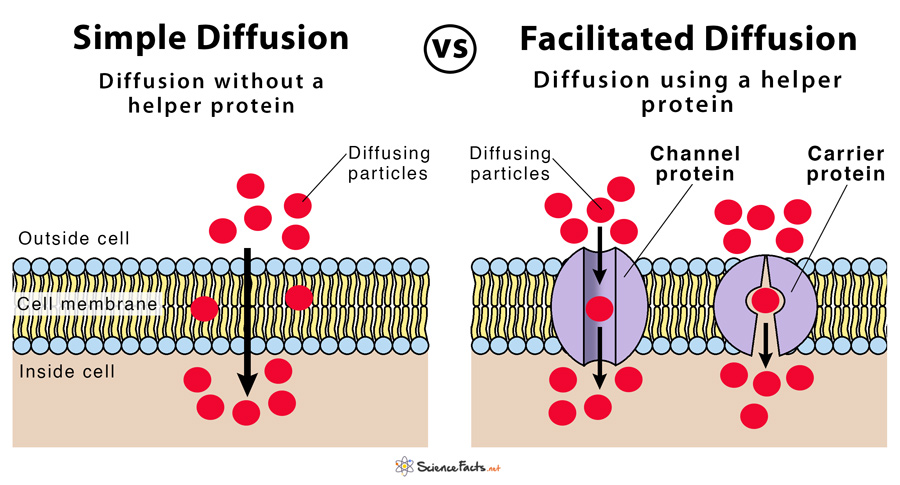 Simple Diffusion
VS
Facilitated Diffusion
Diffusion without a
helper protein
Diffusion using a helper
protein
Diffusing
particles
Outside cell
Cell membrane
Inside cell
Diffusing
particles
Channel
protein
Carrier
protein
ScienceFacts.net